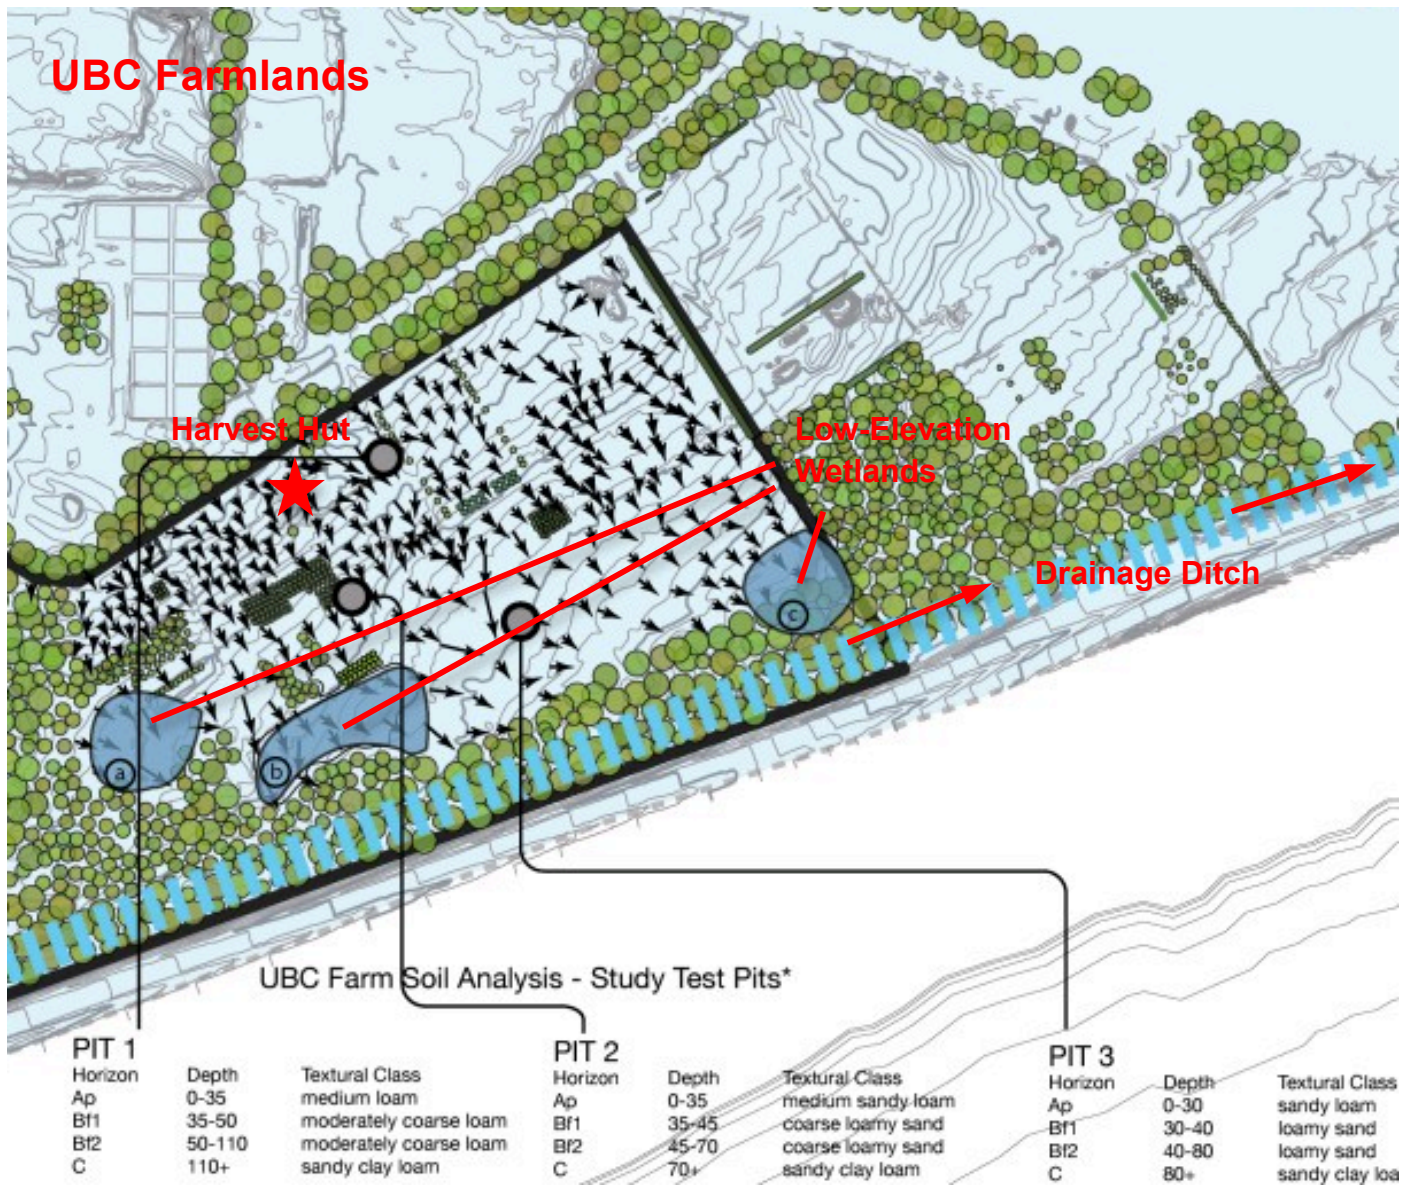 UBC Farmlands
Harvest Hut
Low-Elevation
Wetlands
c
Drainage Ditch
a
b
UBC Farm Soil Analysis - Study Test Pits*
PIT 1
Horizon Depth Textural Class
Ap 0-35 medium loam
Bf1 35-50 moderately coarse loam
Bf2 50-110 moderately coarse loam
C 110+ sandy clay loam
PIT 2
Horizon Depth Textural Class
Ap 0-35 medium sandy loam
Bf1 35-45 coarse loamy sand
Bf2 45-70 coarse loamy sand
C 70+ sandy clay loam
PIT 3
Horizon Depth Textural Class
Ap 0-30 sandy loam
Bf1 30-40 loamy sand
Bf2 40-80 loamy sand
C 80+ sandy clay loa